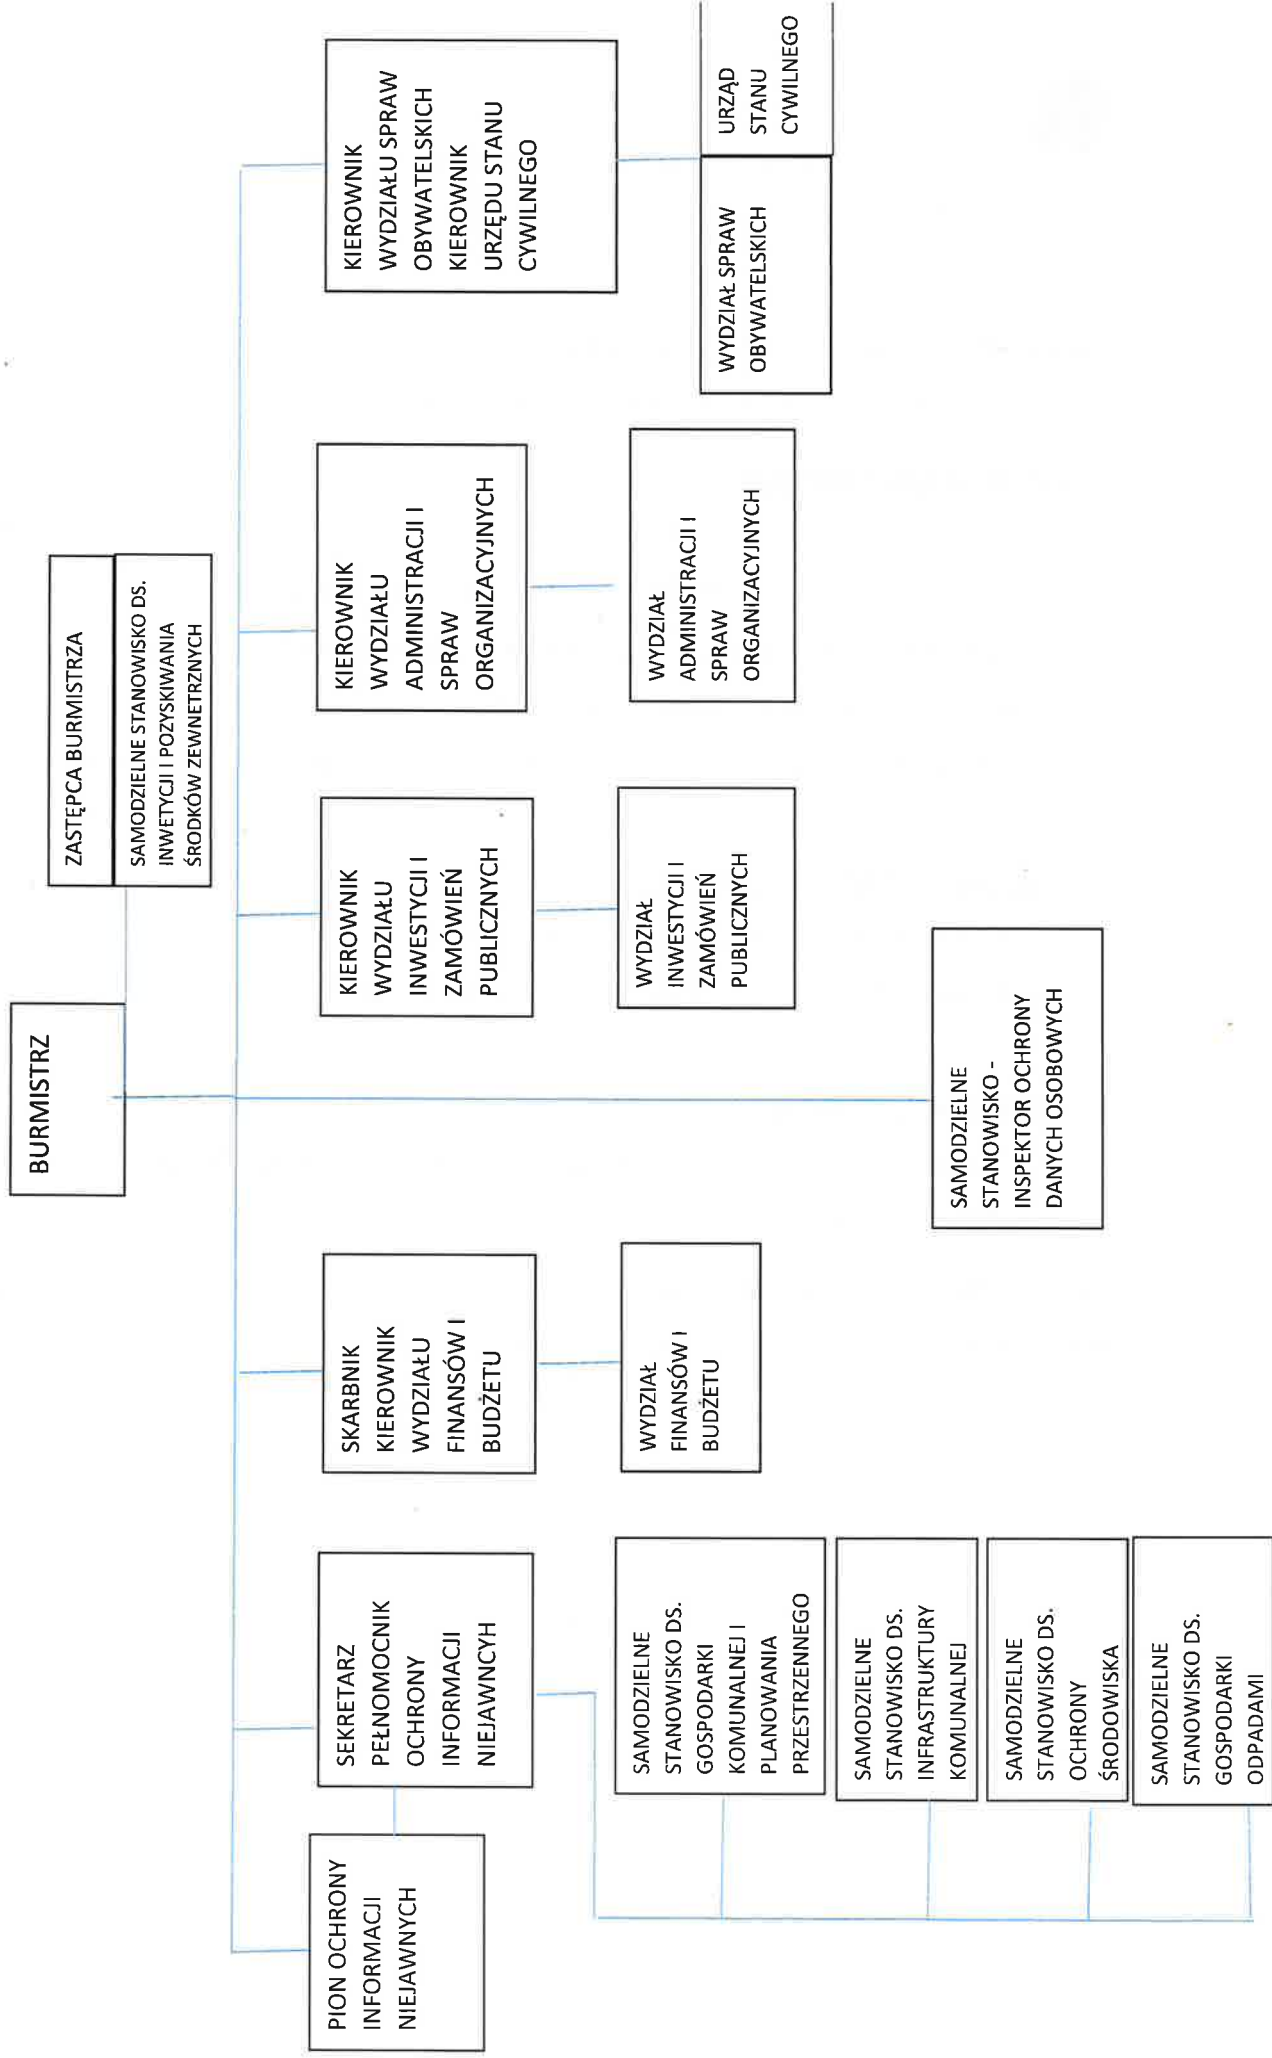 BURMISTRZ
ZASTĘPCA BURMISTRZA
SAMODZIELNE STANOWISKO DS.
INWETYCJI I POZYSKIWANIA
ŚRODKÓW ZEWNETRZNYCH
PION OCHRONY
INFORMACJI
NIEJAWNYCH
SEKRETARZ
PEŁNOMOCNIK
OCHRONY
INFORMACJI
NIEJAWNCYH
SKARBNIK
KIEROWNIK
WYDZIAŁU
FINANSÓW I
BUDŻETU
KIEROWNIK
WYDZIAŁU
INWESTYCJI I
ZAMÓWIEŃ
PUBLICZNYCH
KIEROWNIK
WYDZIAŁU
ADMINISTRACJI I
SPRAW
ORGANIZACYJNYCH
KIEROWNIK
WYDZIAŁU SPRAW
OBYWATELSKICH
KIEROWNIK
URZĘDU STANU
CYWILNEGO
SAMODZIELNE
STANOWISKO DS.
GOSPODARKI
KOMUNALNEJ I
PLANOWANIA
PRZESTRZENNEGO
WYDZIAŁ
FINANSÓW I
BUDŻETU
WYDZIAŁ
INWESTYCJI I
ZAMÓWIEŃ
PUBLICZNYCH
WYDZIAŁ
ADMINISTRACJI I
SPRAW
ORGANIZACYJNYCH
WYDZIAŁ SPRAW
OBYWATELSKICH
URZĄD
STANU
CYWILNEGO
SAMODZIELNE
STANOWISKO DS.
INFRASTRUKTURY
KOMUNALNEJ
SAMODZIELNE
STANOWISKO -
INSPEKTOR OCHRONY
DANYCH OSOBOWYCH
SAMODZIELNE
STANOWISKO DS.
OCHRONY
ŚRODOWISKA
SAMODZIELNE
STANOWISKO DS.
GOSPODARKI
ODPADAMI